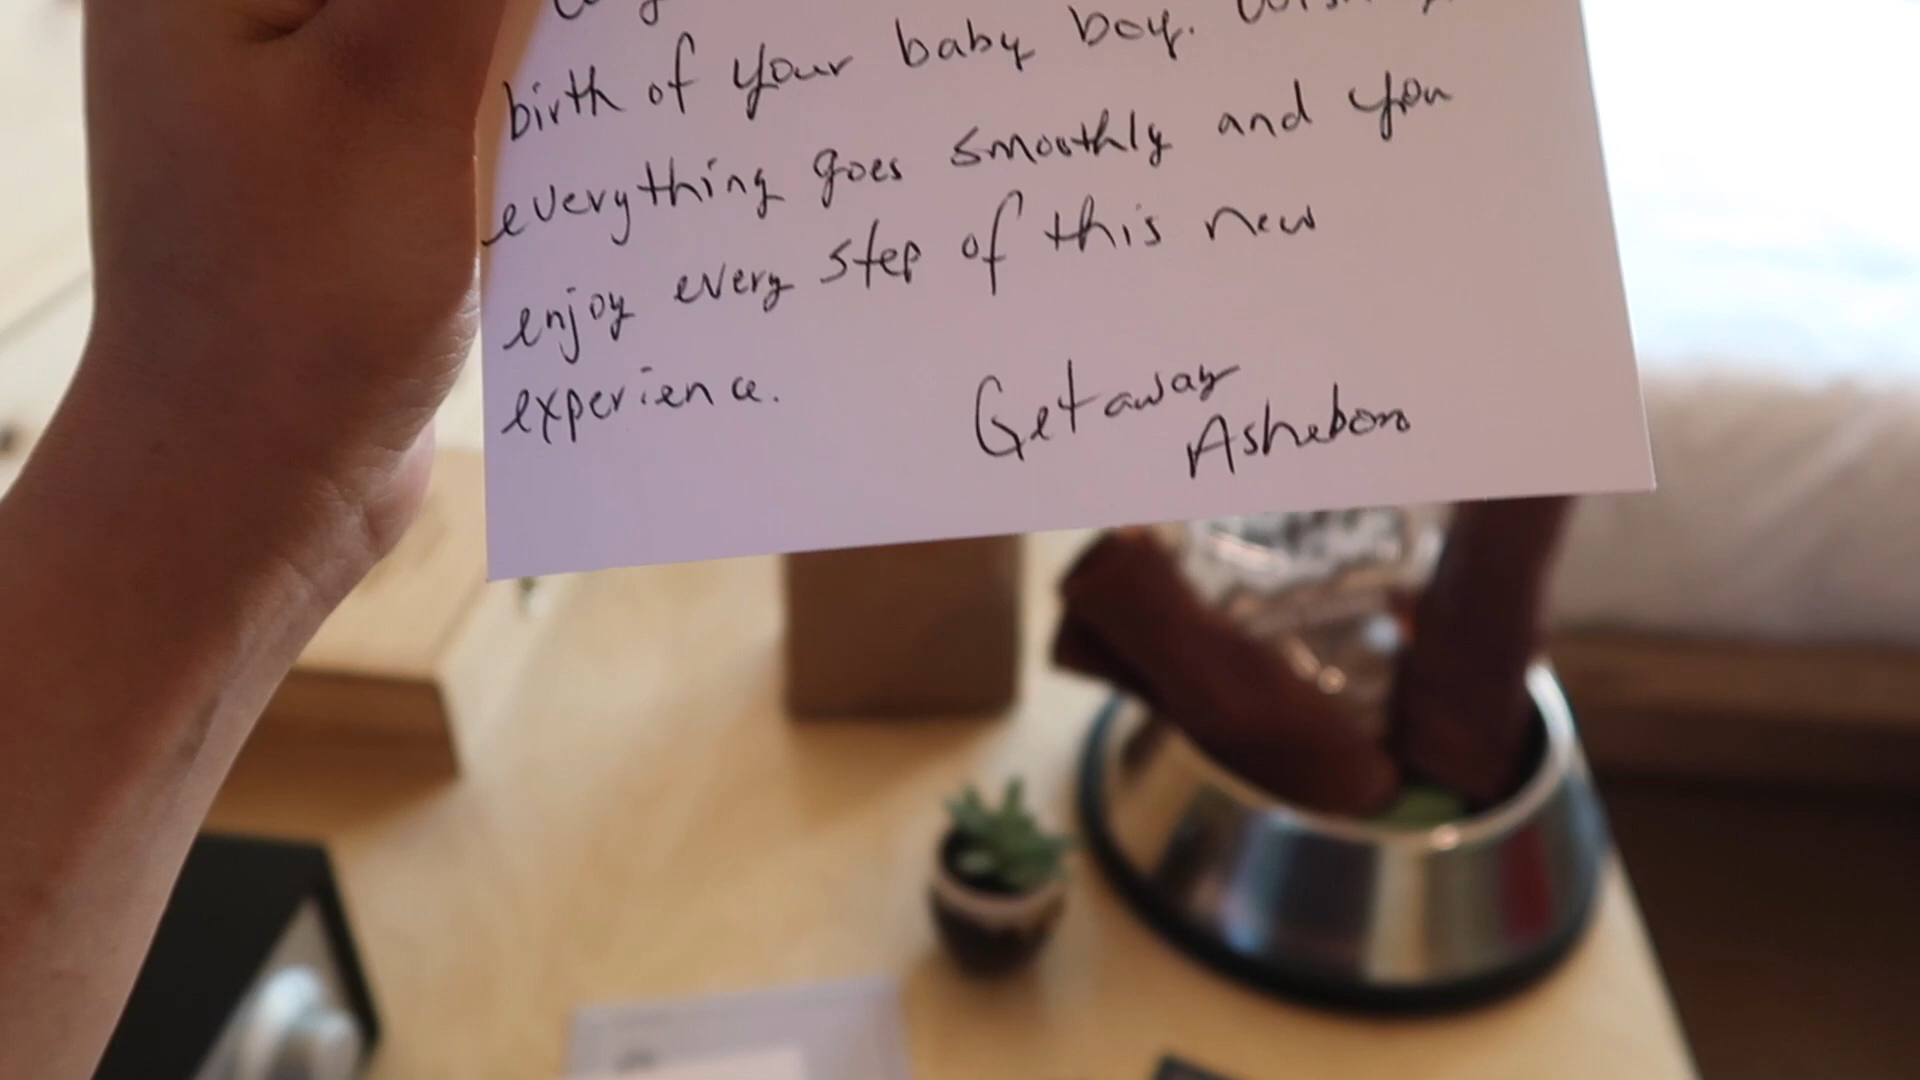 birth of your baby boy.
everything goes smoothly and you
enjoy every step of this new
experience.
Getaway
Asheboro